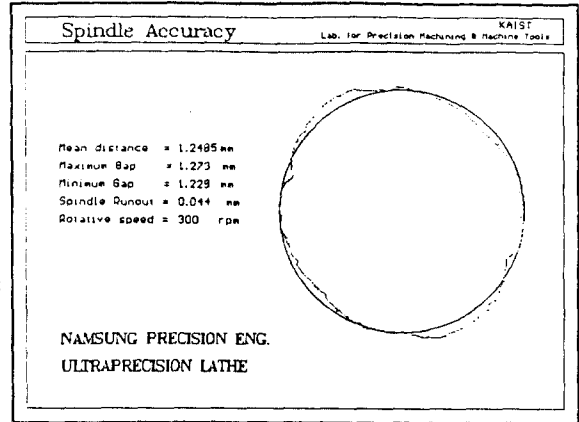 Spindle Accuracy
KAIST
Lab. for Precision Machining & Machine Tools
Mean distance = 1.2485 mm
Maximum Gap = 1.273 mm
Minimum Gap = 1.229 mm
Spindle Runout = 0.044 mm
Rotative speed = 300 rpm
NAMSUNG PRECISION ENG.
ULTRAPRECISION LATHE